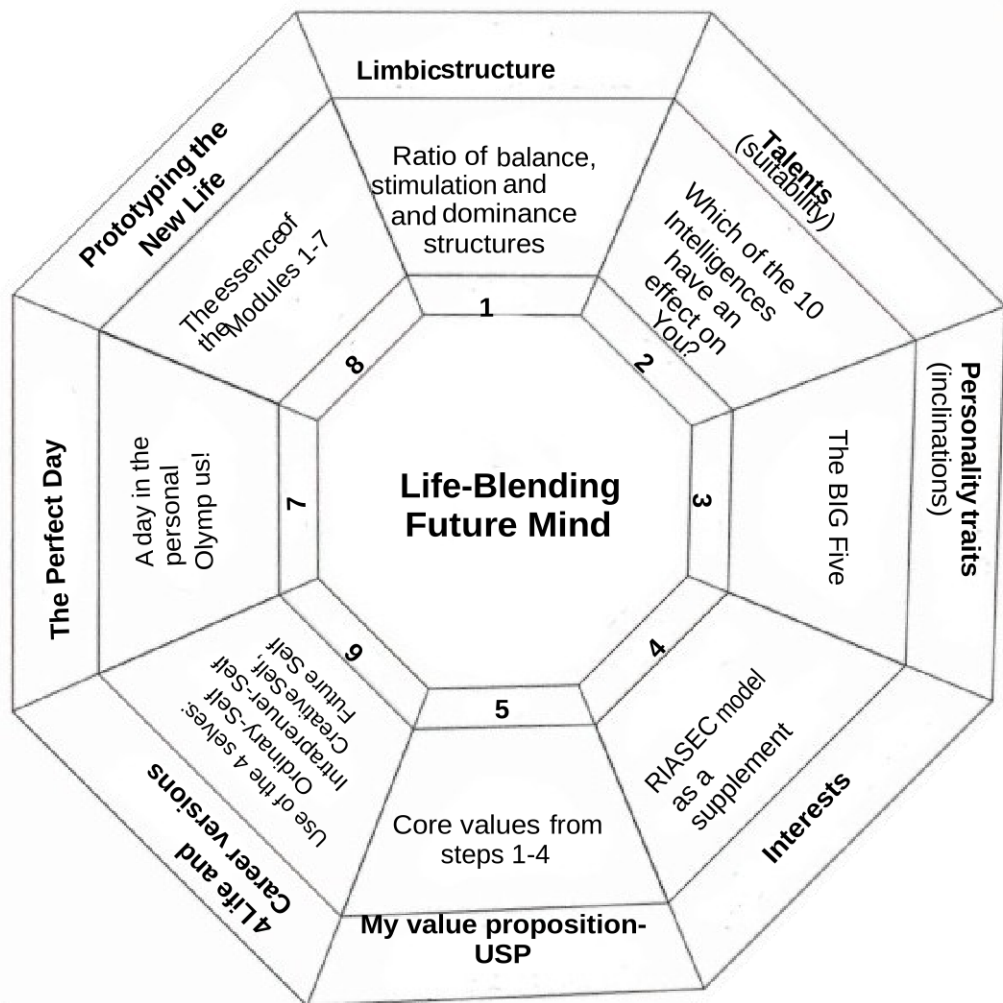 Life-Blending
Future Mind
Limbicstructure
Ratio of balance,
stimulation and
and dominance
structures
1
Talents
(suitability)
Which of the 10
Intelligences
have an
effect on
You?
2
Personality traits
(inclinations)
The BIG Five
3
Interests
RIASEC model
as a
supplement
4
My value proposition-
USP
Core values from
steps 1-4
5
4 Life and
Career versions
Use of the 4 selves:
Ordinary-Self
Intraprenuer-Self
Creative Self,
Future Self
6
The Perfect Day
A day in the
personal
Olymp us!
7
Prototyping the
New Life
The essenceof
theModules 1-7
8